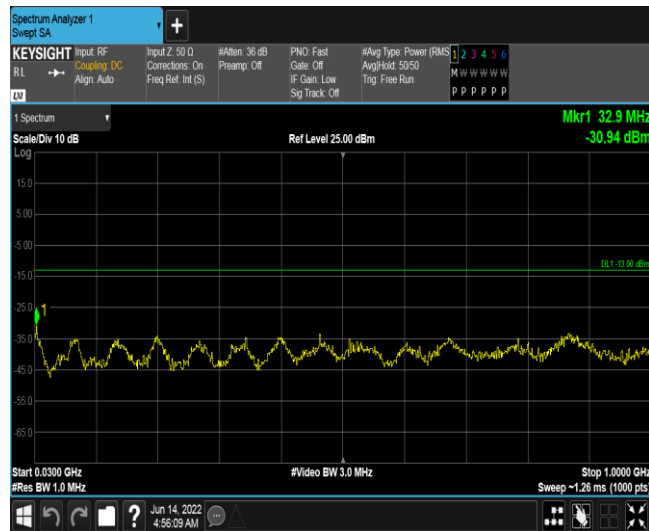 Spectrum Analyzer 1
Swept SA
+
KEYSIGHT
RL
LXI
Input: RF
Coupling: DC
Align: Auto
Input Z: 50 Ω
Corrections: On
Freq Ref: Int (S)
#Atten: 36 dB
Preamp: Off
PNO: Fast
Gate: Off
IF Gain: Low
Sig Track: Off
#Avg Type: Power (RMS
Avg|Hold: 50/50
Trig: Free Run
1 2 3 4 5 6
M W W W W W
P P P P P P
1 Spectrum
Scale/Div 10 dB
Ref Level 25.00 dBm
Mkr1 32.9 MHz
-30.94 dBm
Log
15.0
5.00
-5.00
DL1 -13.00 dBm
-15.0
-25.0
1
-35.0
-45.0
-55.0
-65.0
Start 0.0300 GHz
#Video BW 3.0 MHz
Stop 1.0000 GHz
#Res BW 1.0 MHz
Sweep ~1.26 ms (1000 pts)
?
Jun 14, 2022
4:56:09 AM